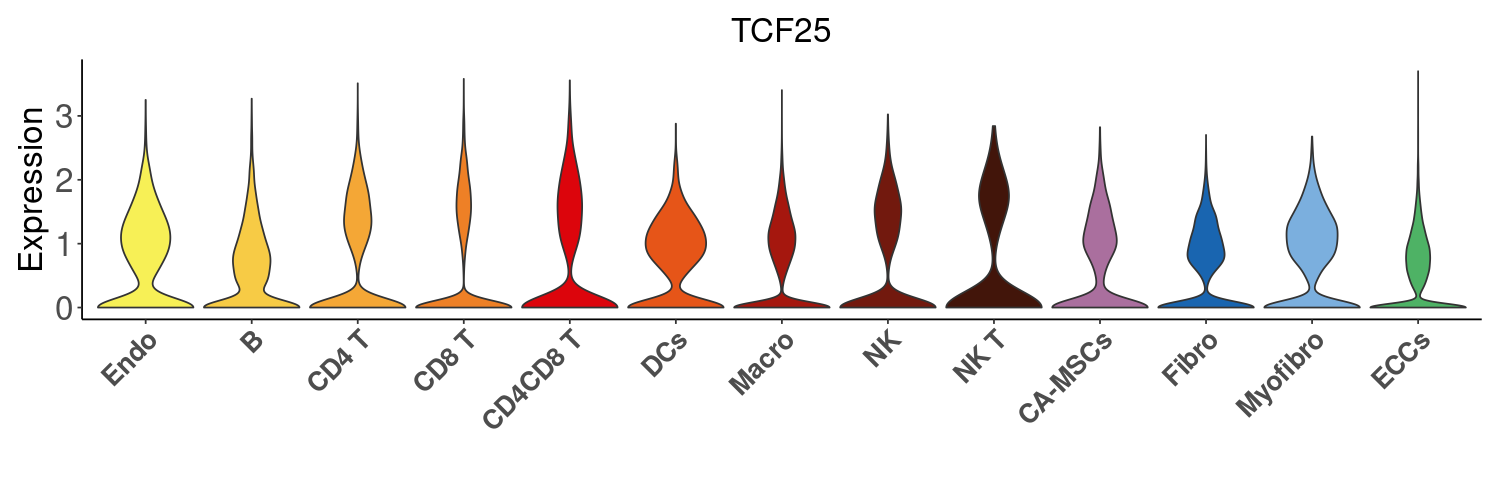 TCF25
Expression
3
2
1
0
Endo
B
CD4 T
CD8 T
CD4CD8 T
DCs
Macro
NK
NK T
CA-MSCs
Fibro
Myofibro
ECCs